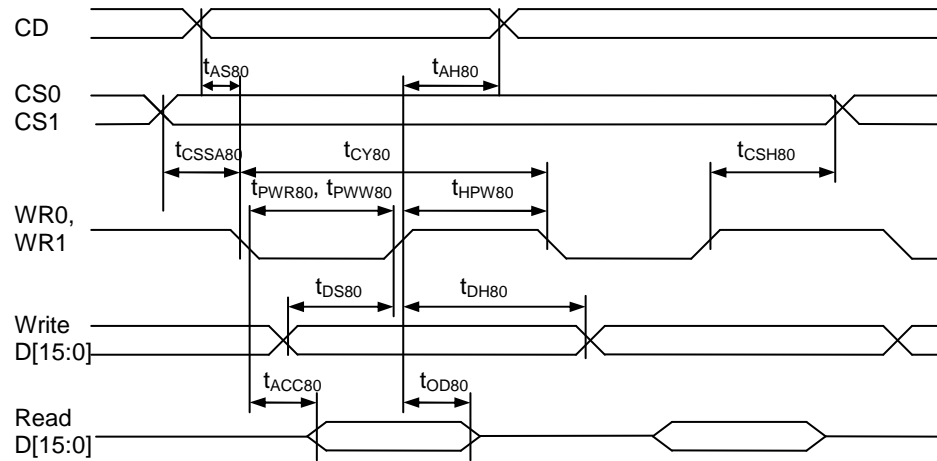 CD
tAS80
tAH80
CS0
CS1
tCSSA80
tCY80
tCSH80
tPWR80, tPWW80
tHPW80
WR0,
WR1
tDS80
tDH80
Write
D[15:0]
tACC80
tOD80
Read
D[15:0]